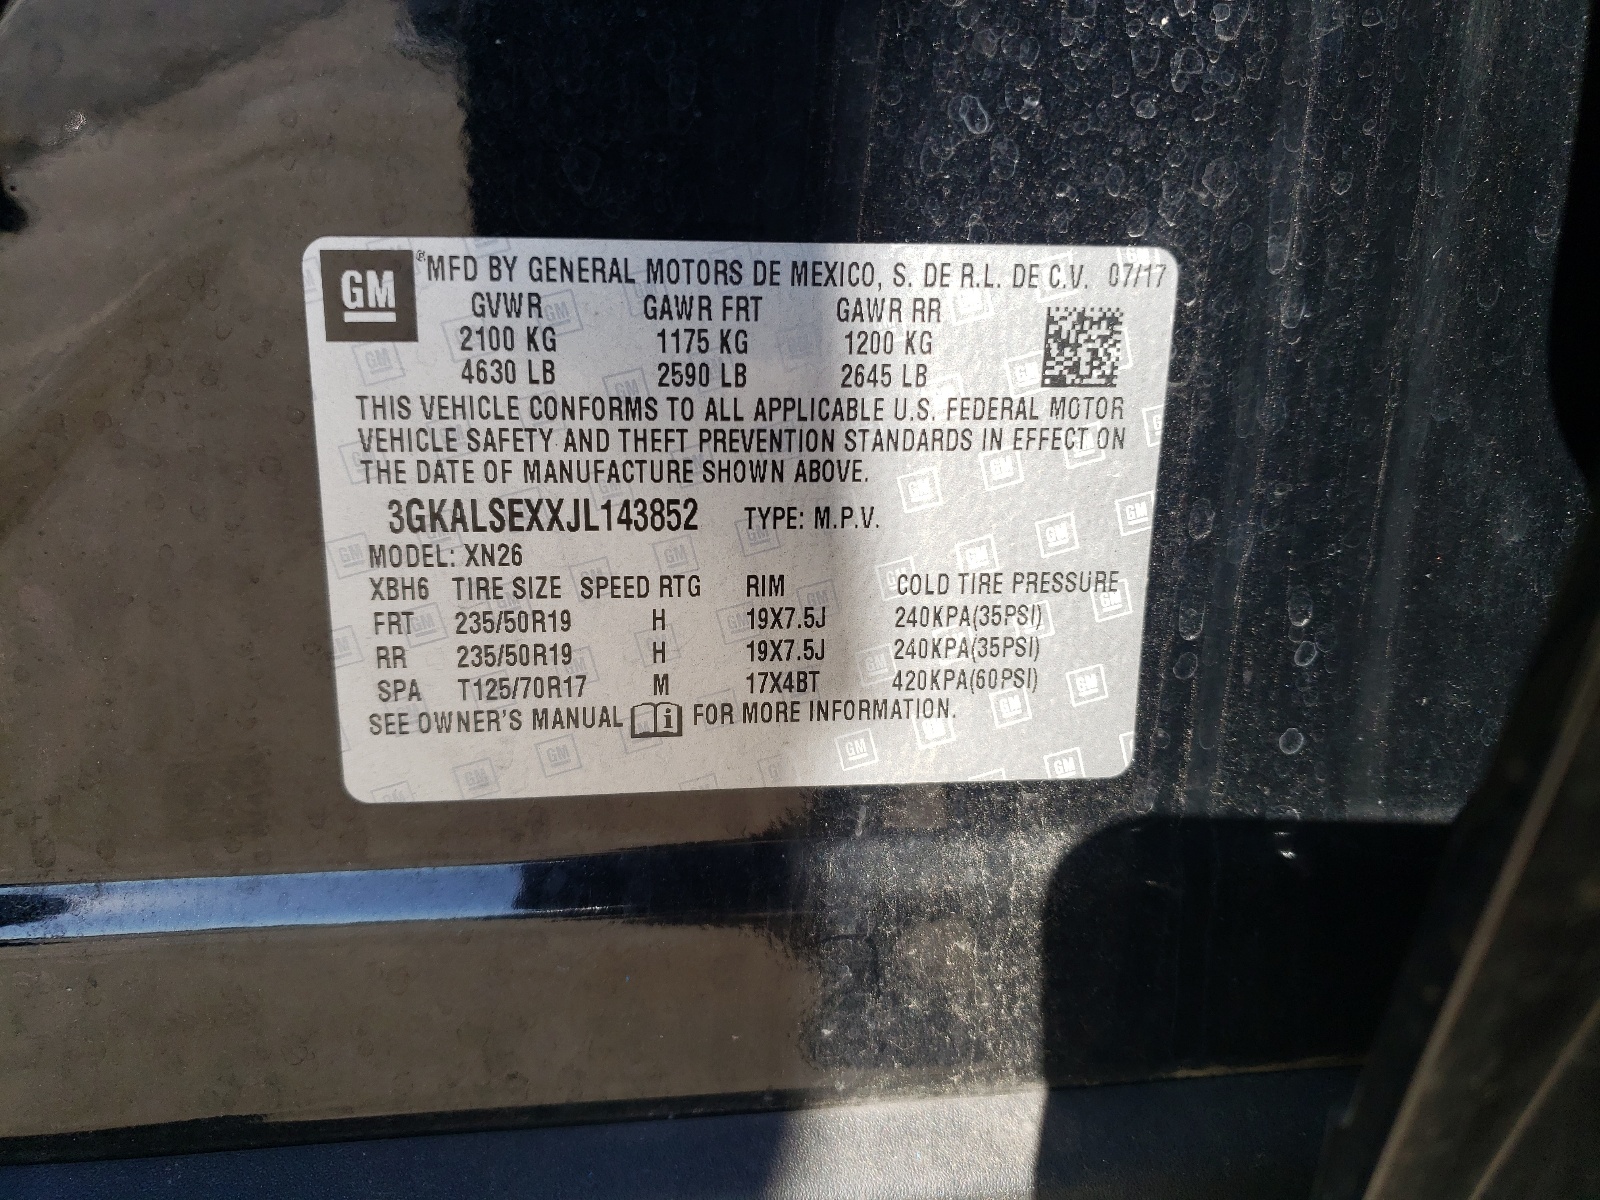 GM ® MFD BY GENERAL MOTORS DE MEXICO, S. DE R.L. DE C.V. 07/17
GVWR GAWR FRT GAWR RR
2100 KG 1175 KG 1200 KG
4630 LB 2590 LB 2645 LB
THIS VEHICLE CONFORMS TO ALL APPLICABLE U.S. FEDERAL MOTOR
VEHICLE SAFETY AND THEFT PREVENTION STANDARDS IN EFFECT ON
THE DATE OF MANUFACTURE SHOWN ABOVE.
3GKALSEXXJL143852 TYPE: M.P.V.
MODEL: XN26
XBH6 TIRE SIZE SPEED RTG RIM COLD TIRE PRESSURE
FRT 235/50R19 H 19X7.5J 240KPA(35PSI)
RR 235/50R19 H 19X7.5J 240KPA(35PSI)
SPA T125/70R17 M 17X4BT 420KPA(60PSI)
SEE OWNER'S MANUAL i FOR MORE INFORMATION.